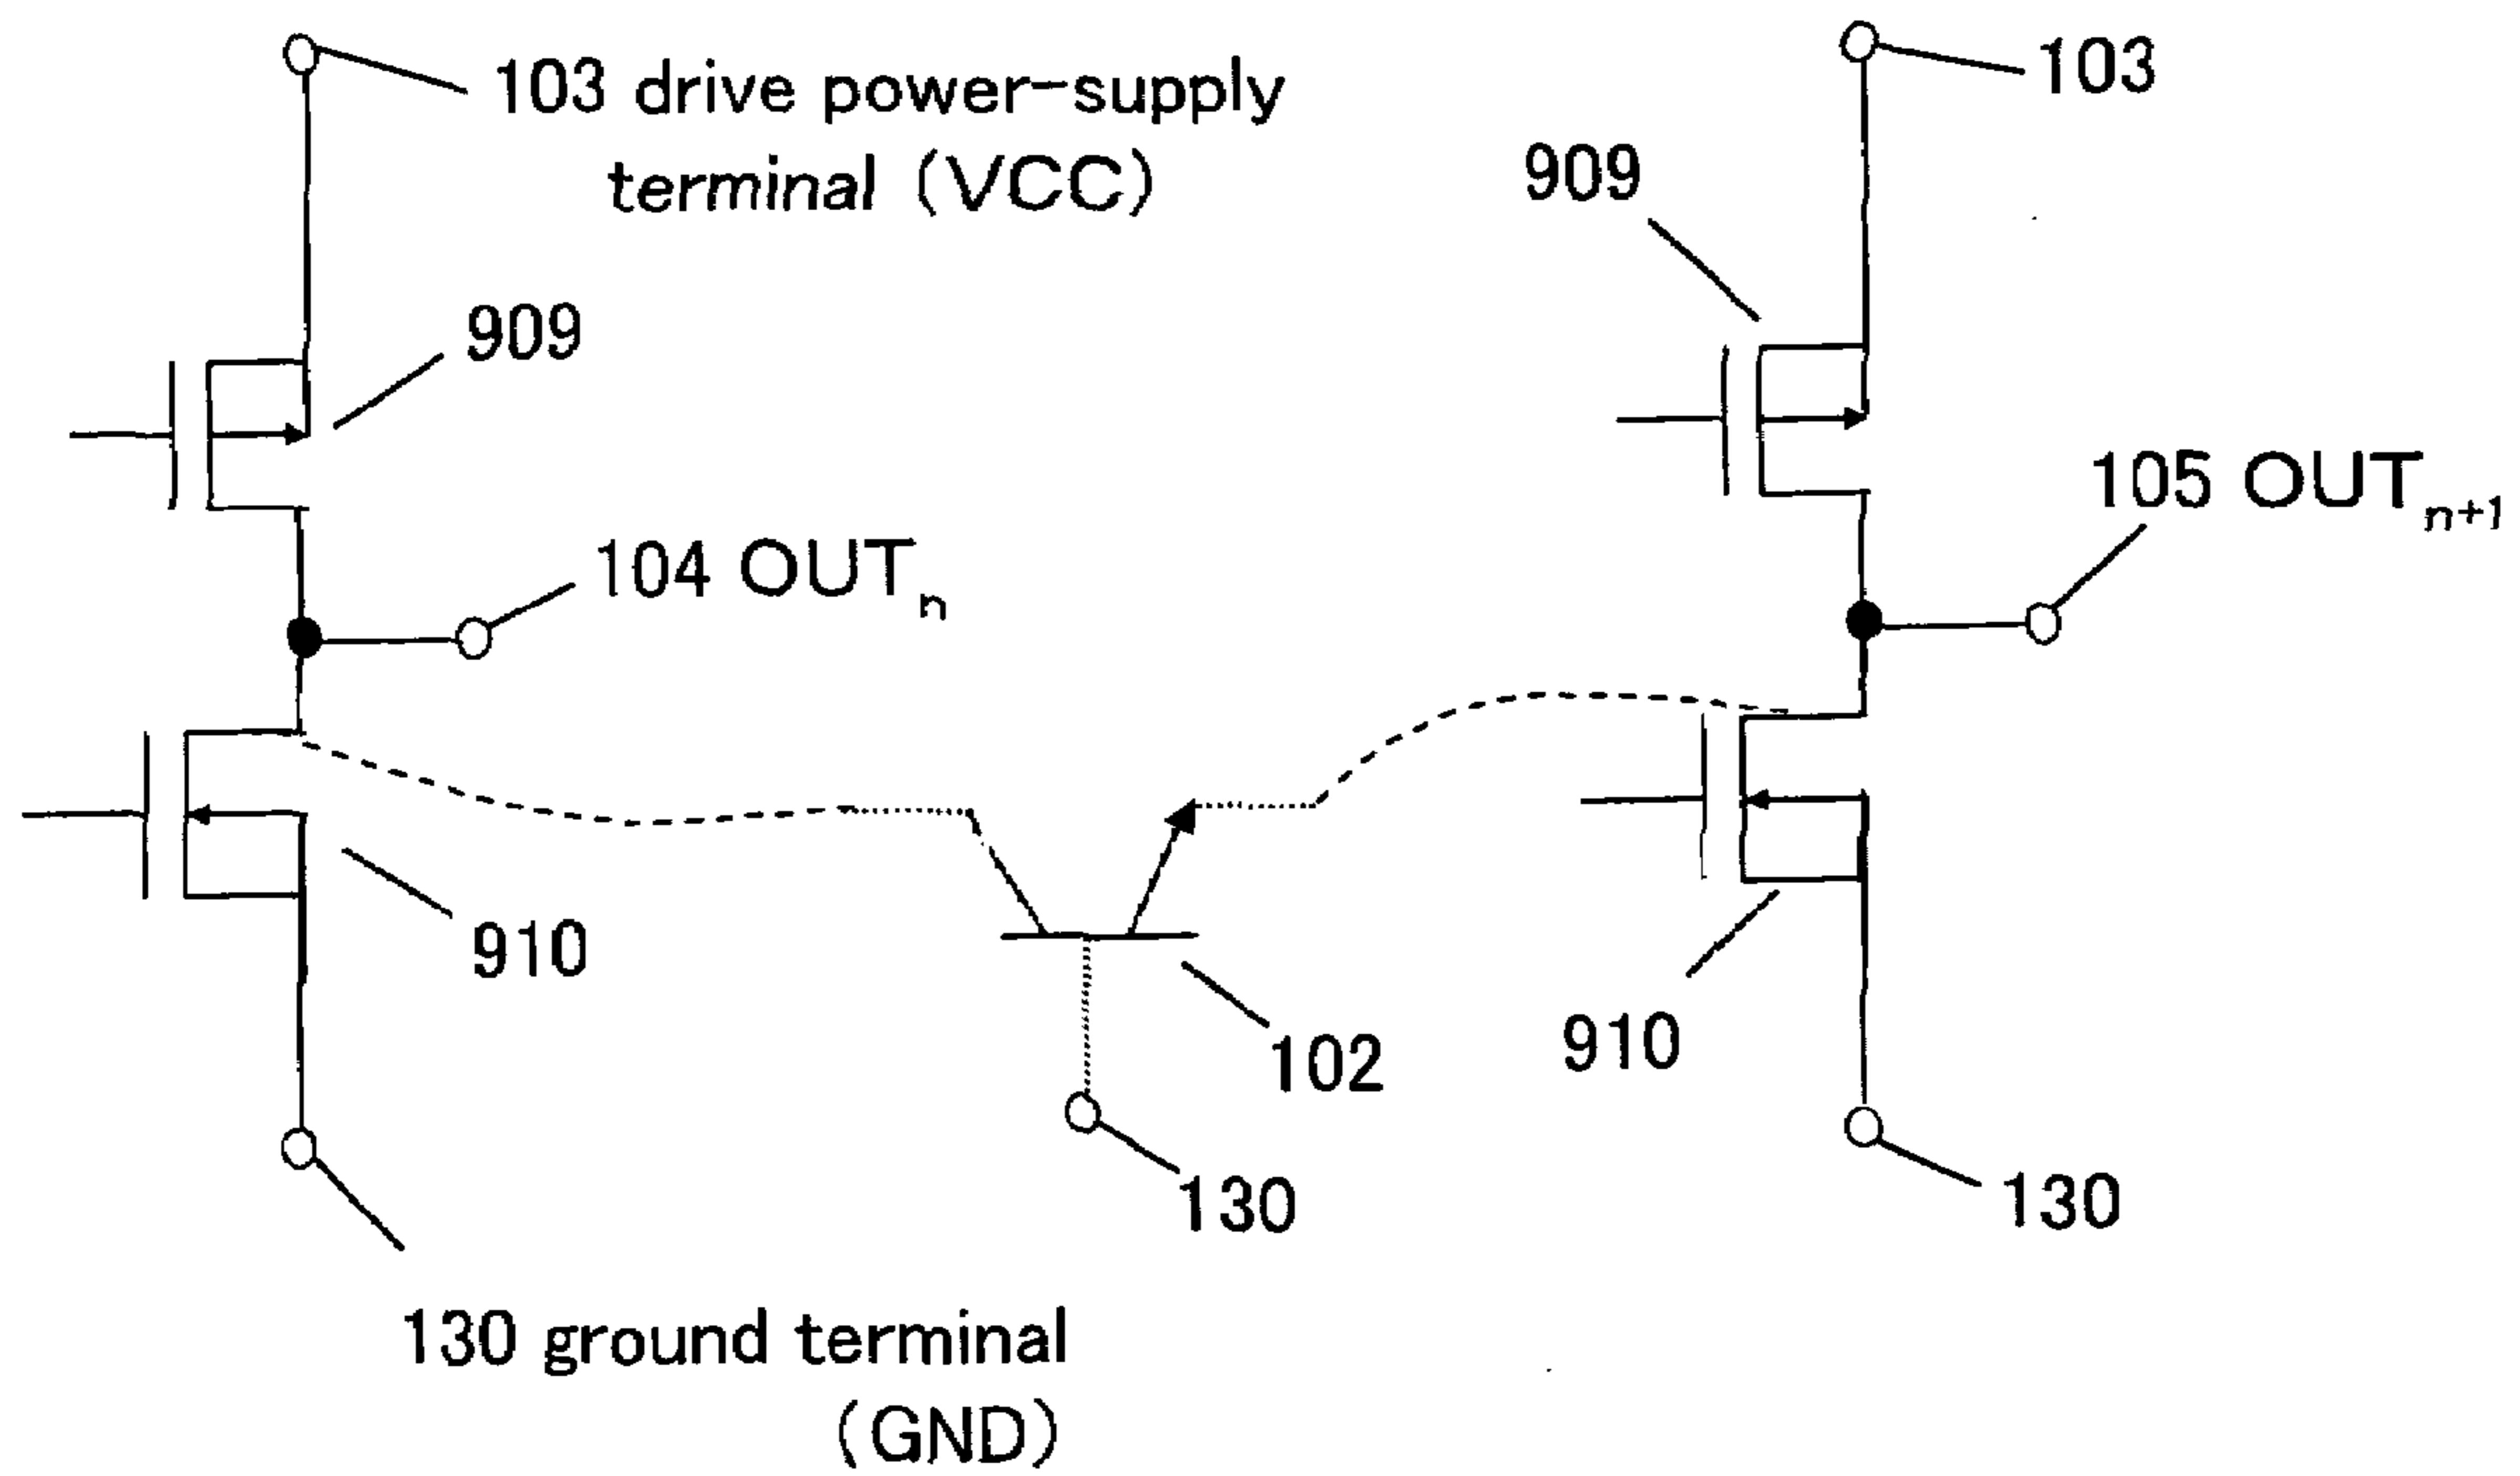 103 drive power-supply
terminal (VCC)
103
909
909
105 OUTn+1
104 OUTn
910
102
910
130
130
130 ground terminal
(GND)